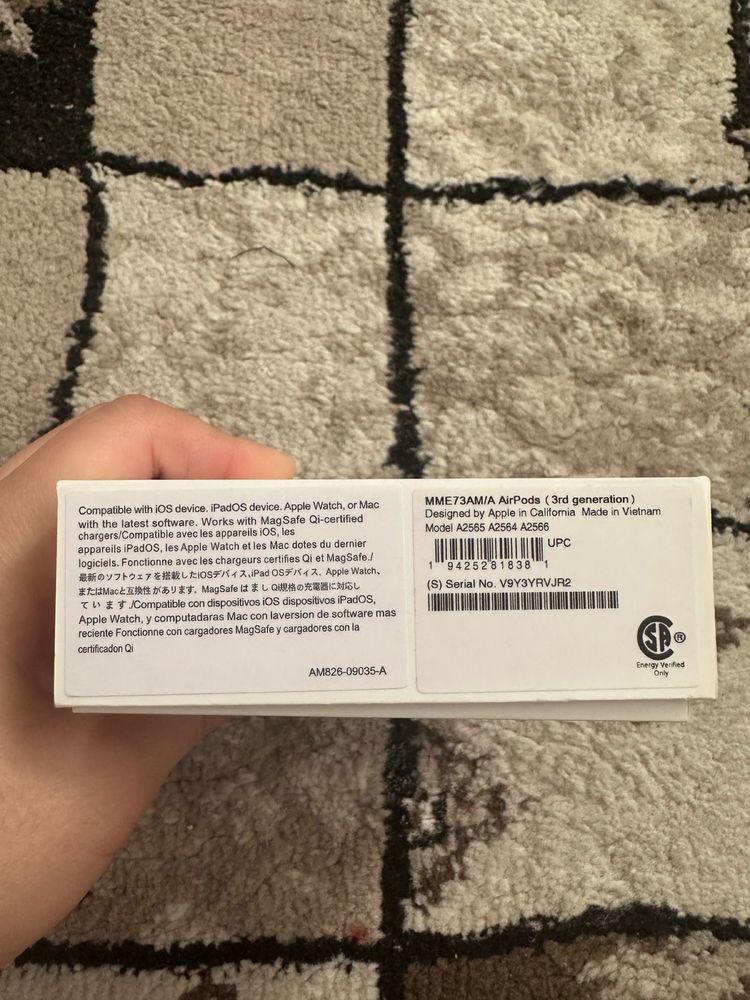 Compatible with iOS device. iPadOS device. Apple Watch, or Mac
with the latest software. Works with MagSafe Qi-certified
chargers/Compatible avec les appareils iOS, les
appareils iPadOS, les Apple Watch et les Mac dotes du dernier
logiciels. Fonctionne avec les chargeurs certifies Qi et MagSafe./
最新のソフトウェアを搭載したiOSデバイス,iPad OSデバイス, Apple Watch,
またはMacと互換性があります. MagSafe は ま し Qi規格の充電器に対応し
て い ま す./Compatible con dispositivos iOS dispositivos iPadOS,
Apple Watch, y computadaras Mac con laversion de software mas
reciente Fonctionne con cargadores MagSafe y cargadores con la
certificadon Qi
AM826-09035-A
MME73AM/A AirPods (3rd generation)
Designed by Apple in California Made in Vietnam
Model A2565 A2564 A2566
UPC
1 94252 81838 1
(S) Serial No. V9Y3YRVJR2
SA ®
Energy Verified
Only